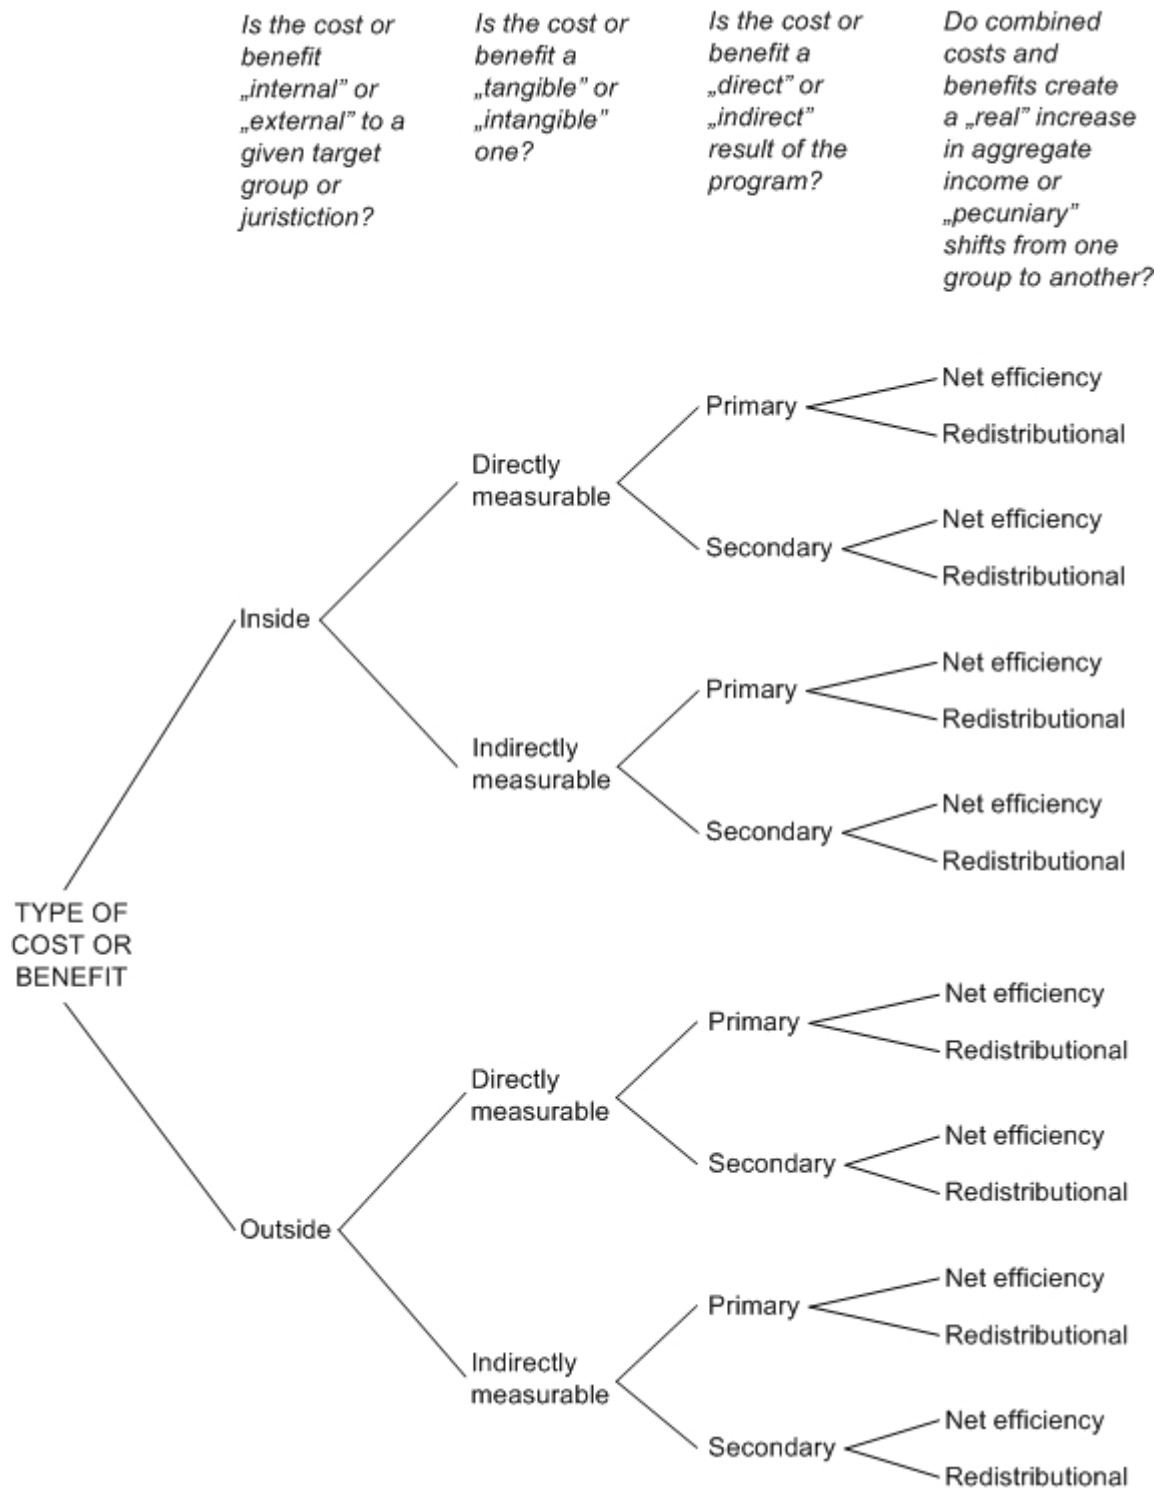 Is the cost or
benefit
„internal” or
„external” to a
given target
group or
juristiction?
Is the cost or
benefit a
„tangible” or
„intangible”
one?
Is the cost or
benefit a
„direct” or
„indirect”
result of the
program?
Do combined
costs and
benefits create
a „real” increase
in aggregate
income or
„pecuniary”
shifts from one
group to another?
TYPE OF
COST OR
BENEFIT
Inside
Directly
measurable
Primary
Net efficiency
Redistributional
Secondary
Net efficiency
Redistributional
Indirectly
measurable
Primary
Net efficiency
Redistributional
Secondary
Net efficiency
Redistributional
Outside
Directly
measurable
Primary
Net efficiency
Redistributional
Secondary
Net efficiency
Redistributional
Indirectly
measurable
Primary
Net efficiency
Redistributional
Secondary
Net efficiency
Redistributional